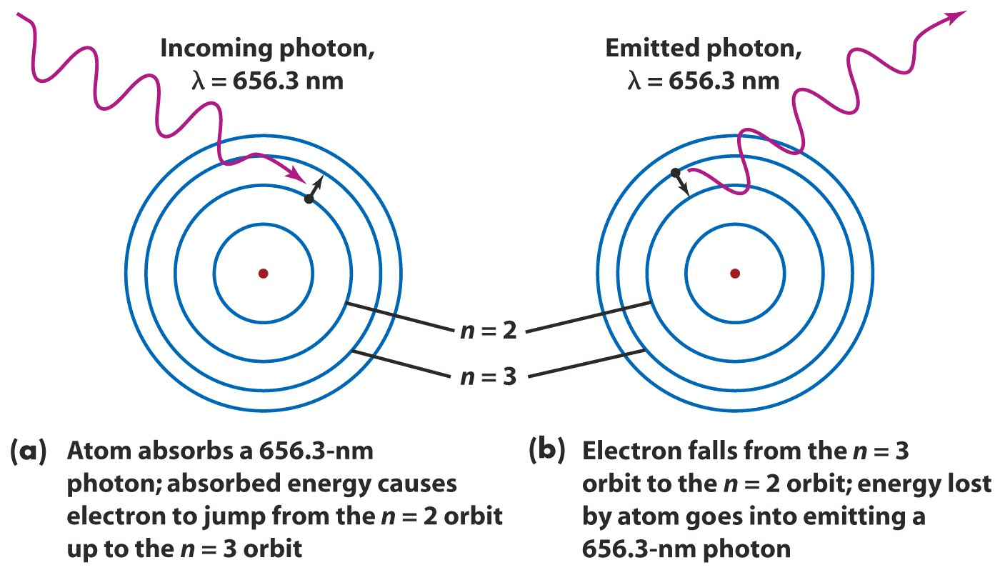 Incoming photon,
λ = 656.3 nm
Emitted photon,
λ = 656.3 nm
n = 2
n = 3
(a) Atom absorbs a 656.3-nm
photon; absorbed energy causes
electron to jump from the n = 2 orbit
up to the n = 3 orbit
(b) Electron falls from the n = 3
orbit to the n = 2 orbit; energy lost
by atom goes into emitting a
656.3-nm photon